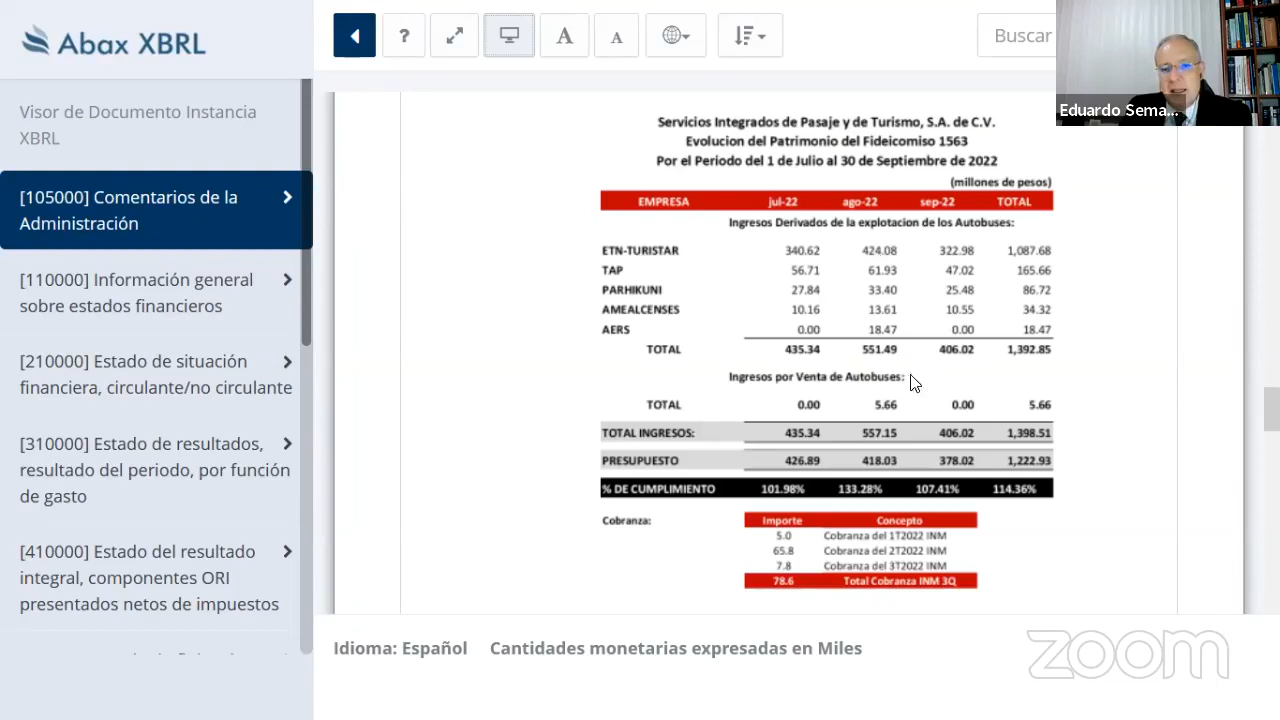 Abax XBRL
Buscar
Eduardo Sema...
Visor de Documento Instancia
XBRL
[105000] Comentarios de la
Administración
[110000] Información general
sobre estados financieros
[210000] Estado de situación
financiera, circulante/no circulante
[310000] Estado de resultados,
resultado del periodo, por función
de gasto
[410000] Estado del resultado
integral, componentes ORI
presentados netos de impuestos
Servicios Integrados de Pasaje y de Turismo, S.A. de C.V.
Evolucion del Patrimonio del Fideicomiso 1563
Por el Periodo del 1 de Julio al 30 de Septiembre de 2022
(millones de pesos)
EMPRESA jul-22 ago-22 sep-22 TOTAL
Ingresos Derivados de la explotacion de los Autobuses:
ETN-TURISTAR 340.62 424.08 322.98 1,087.68
TAP 56.71 61.93 47.02 165.66
PARHIKUNI 27.84 33.40 25.48 86.72
AMEALCENSES 10.16 13.61 10.55 34.32
AERS 0.00 18.47 0.00 18.47
TOTAL 435.34 551.49 406.02 1,392.85
Ingresos por Venta de Autobuses:
TOTAL 0.00 5.66 0.00 5.66
TOTAL INGRESOS: 435.34 557.15 406.02 1,398.51
PRESUPUESTO 426.89 418.03 378.02 1,222.93
% DE CUMPLIMIENTO 101.98% 133.28% 107.41% 114.36%
Cobranza: Importe Concepto
5.0 Cobranza del 1T2022 INM
65.8 Cobranza del 2T2022 INM
7.8 Cobranza del 3T2022 INM
78.6 Total Cobranza INM 3Q
Idioma: Español Cantidades monetarias expresadas en Miles
zoom